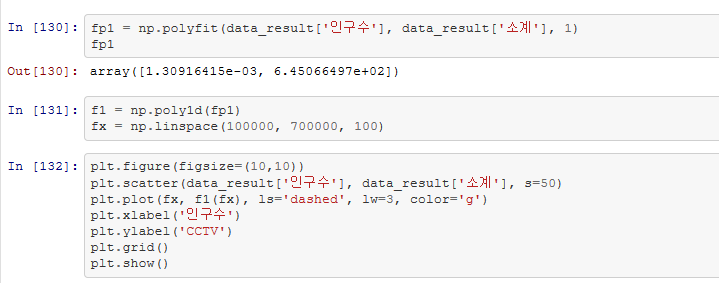 In [130]: fp1 = np.polyfit(data_result['인구수'], data_result['소계'], 1)
fp1
Out[130]: array([1.30916415e-03, 6.45066497e+02])
In [131]: f1 = np.poly1d(fp1)
fx = np.linspace(100000, 700000, 100)
In [132]: plt.figure(figsize=(10,10))
plt.scatter(data_result['인구수'], data_result['소계'], s=50)
plt.plot(fx, f1(fx), ls='dashed', lw=3, color='g')
plt.xlabel('인구수')
plt.ylabel('CCTV')
plt.grid()
plt.show()